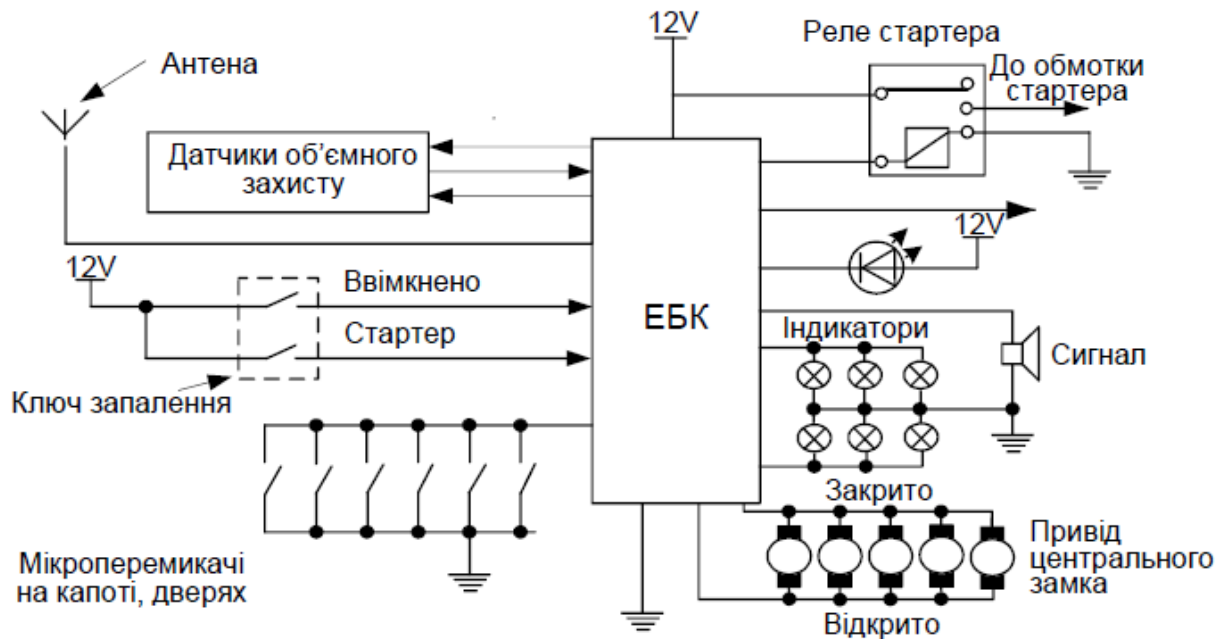 12V
Реле стартера
Антена
До обмотки
стартера
Датчики об’ємного
захисту
12V
12V
Ввімкнено
ЕБК
Індикатори
Стартер
Сигнал
Ключ запалення
Закрито
Мікроперемикачі
на капоті, дверях
Привід
центрального
замка
Відкрито